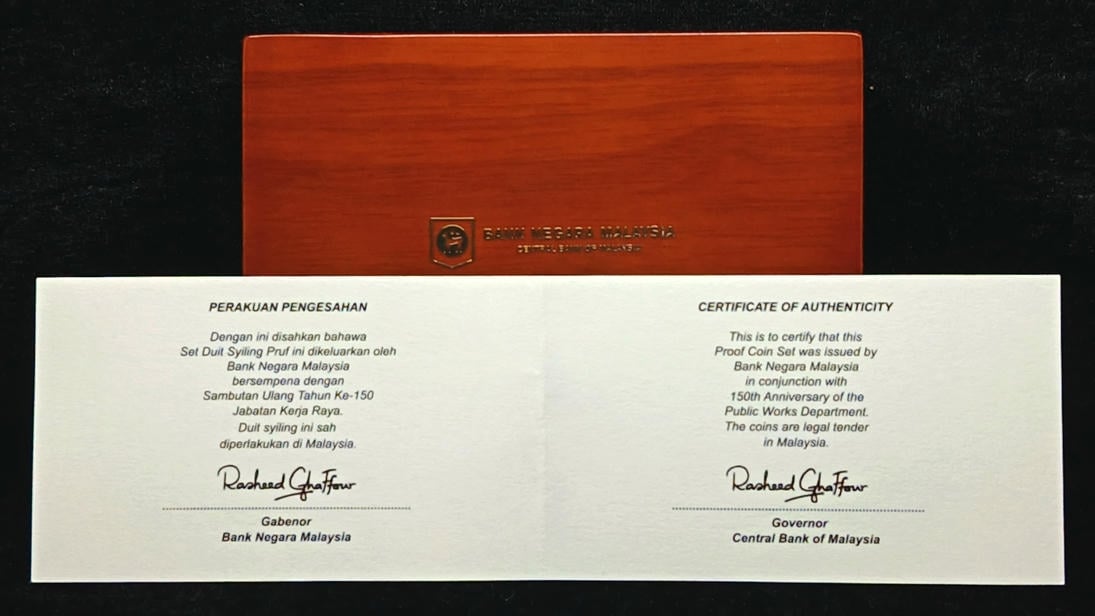 BANK NEGARA MALAYSIA
CENTRAL BANK OF MALAYSIA
PERAKUAN PENGESAHAN
Dengan ini disahkan bahawa
Set Duit Syiling Pruf ini dikeluarkan oleh
Bank Negara Malaysia
bersempena dengan
Sambutan Ulang Tahun Ke-150
Jabatan Kerja Raya.
Duit syiling ini sah
diperlakukan di Malaysia.
Rasheed Ghaffour
Gabenor
Bank Negara Malaysia
CERTIFICATE OF AUTHENTICITY
This is to certify that this
Proof Coin Set was issued by
Bank Negara Malaysia
in conjunction with
150th Anniversary of the
Public Works Department.
The coins are legal tender
in Malaysia.
Rasheed Ghaffour
Governor
Central Bank of Malaysia